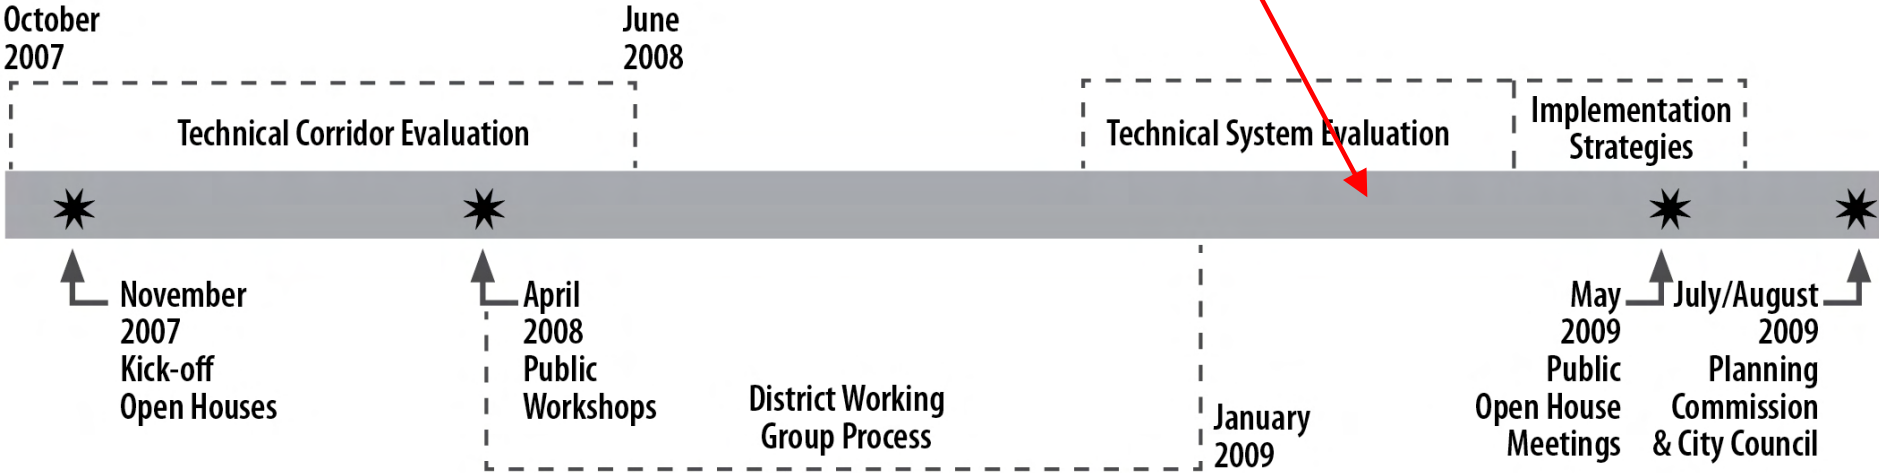 October
2007
June
2008
Technical Corridor Evaluation
Technical System Evaluation
Implementation
Strategies
November
2007
Kick-off
Open Houses
April
2008
Public
Workshops
District Working
Group Process
January
2009
May
2009
Public
Open House
Meetings
July/August
2009
Planning
Commission
& City Council